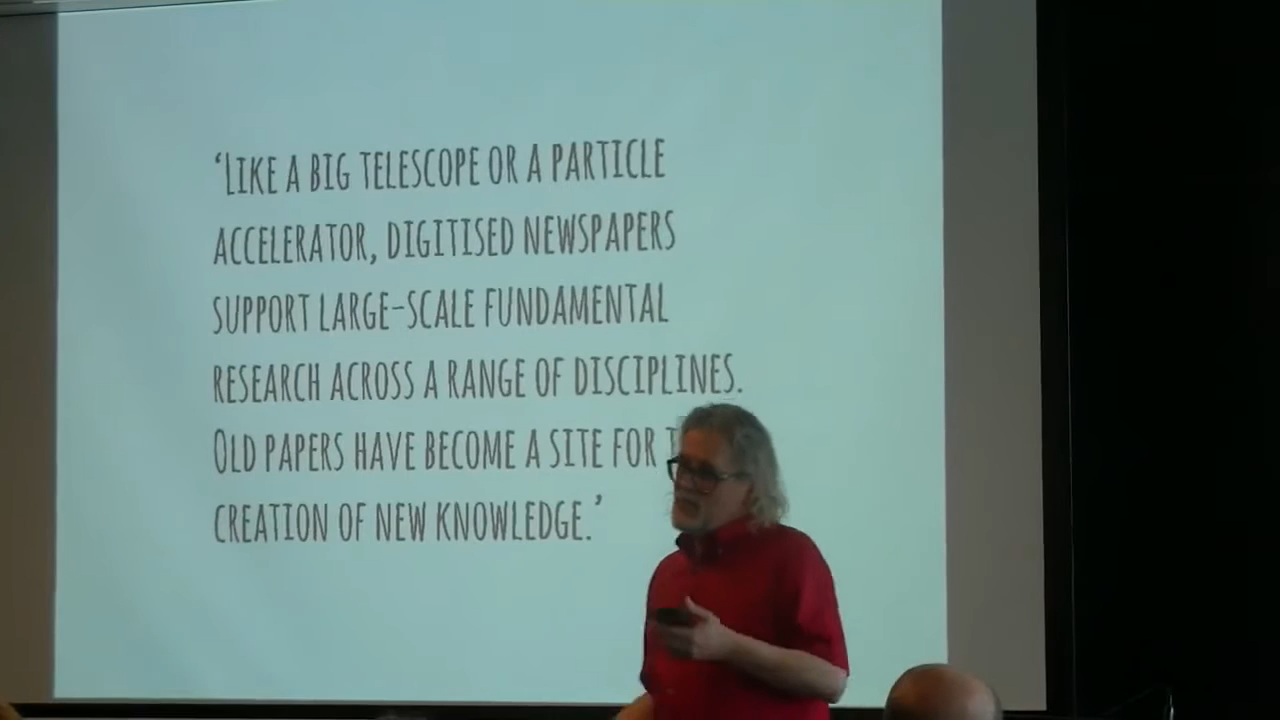 ‘LIKE A BIG TELESCOPE OR A PARTICLE
ACCELERATOR, DIGITISED NEWSPAPERS
SUPPORT LARGE-SCALE FUNDAMENTAL
RESEARCH ACROSS A RANGE OF DISCIPLINES.
OLD PAPERS HAVE BECOME A SITE FOR
CREATION OF NEW KNOWLEDGE.’